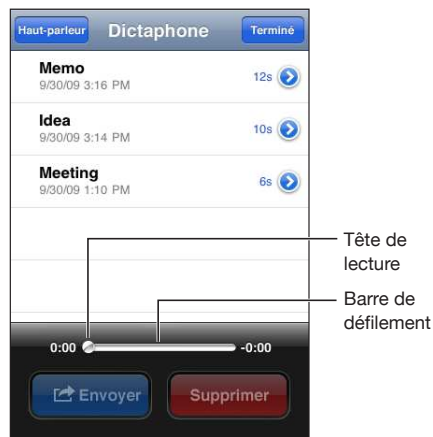 Haut-parleur Dictaphone Terminé
Memo
9/30/09 3:16 PM
12s
Idea
9/30/09 3:14 PM
10s
Meeting
9/30/09 1:10 PM
6s
Tête de
lecture
Barre de
défilement
0:00 -0:00
Envoyer Supprimer